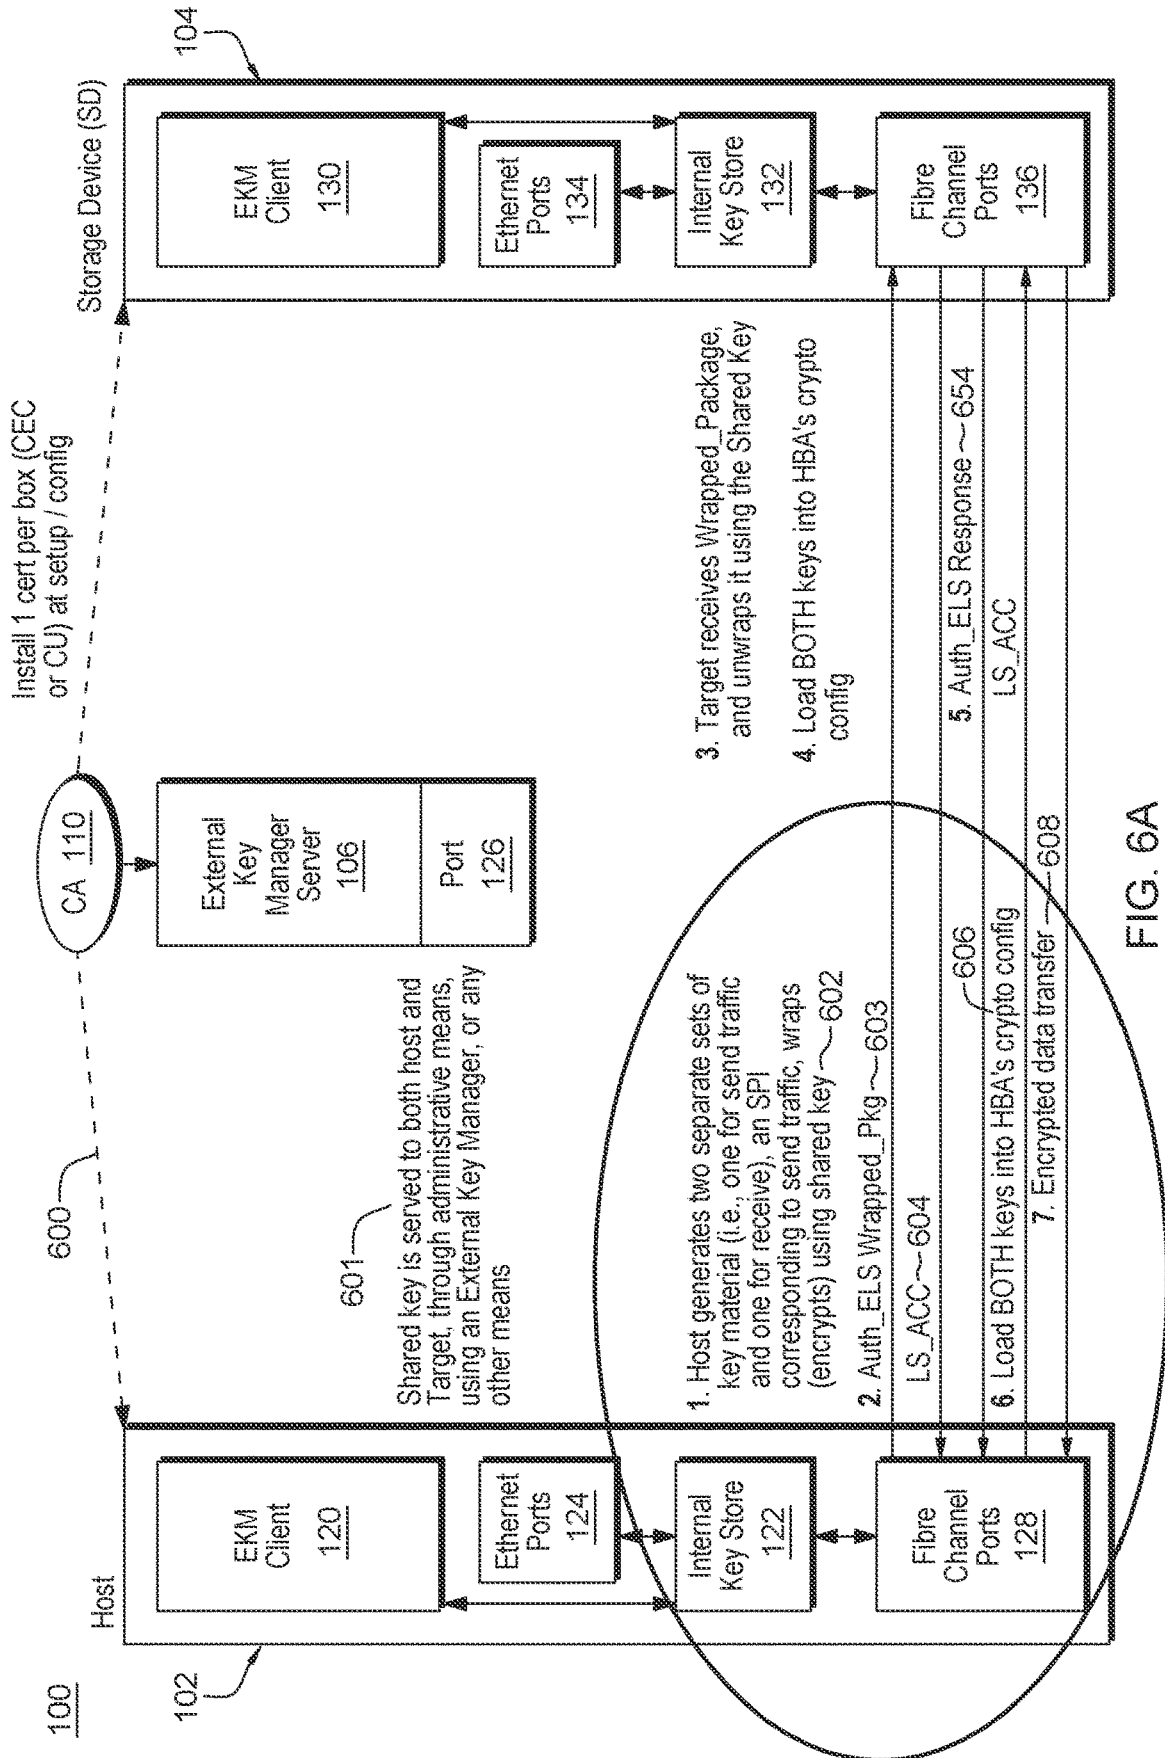 100
Host
102
EKM
Client
120
Ethernet
Ports
124
Internal
Key Store
122
Fibre
Channel
Ports
128
600
CA 110
Install 1 cert per box (CEC
or CU) at setup / config
External
Key
Manager
Server
106
Port
126
601
Shared key is served to both host and
Target, through administrative means,
using an External Key Manager, or any
other means
1. Host generates two separate sets of
key material (i.e., one for send traffic
and one for receive), an SPI
corresponding to send traffic, wraps
(encrypts) using shared key 602
2. Auth_ELS Wrapped_Pkg 603
LS_ACC 604
606
6. Load BOTH keys into HBA's crypto config
7. Encrypted data transfer 608
3. Target receives Wrapped_Package,
and unwraps it using the Shared Key
4. Load BOTH keys into HBA's crypto
config
5. Auth_ELS Response 654
LS_ACC
Storage Device (SD)
104
EKM
Client
130
Ethernet
Ports
134
Internal
Key Store
132
Fibre
Channel
Ports
136
FIG. 6A